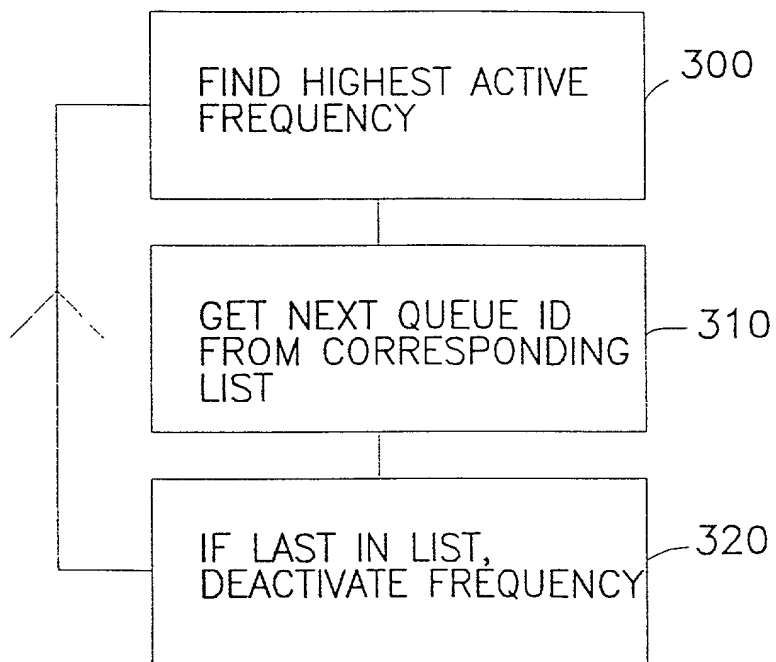 FIND HIGHEST ACTIVE
FREQUENCY
300
GET NEXT QUEUE ID
FROM CORRESPONDING
LIST
310
IF LAST IN LIST,
DEACTIVATE FREQUENCY
320